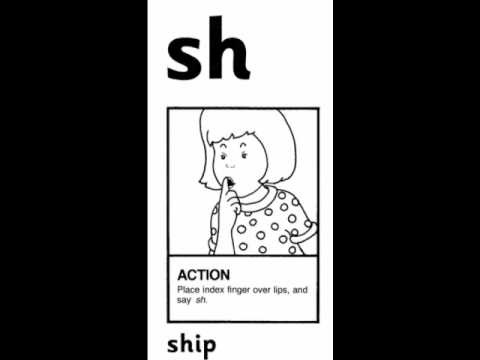 sh
ACTION
Place index finger over lips, and
say sh.
ship